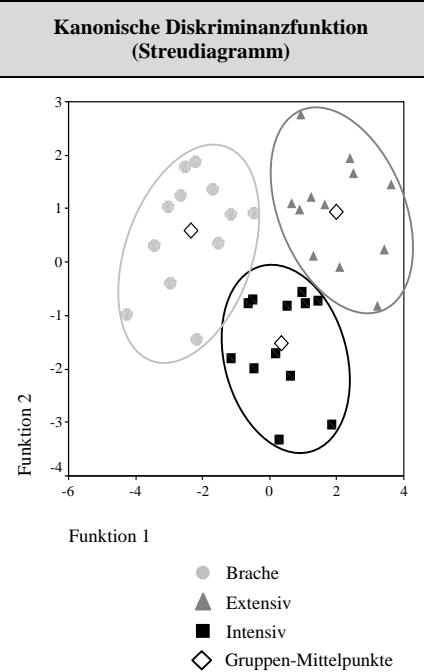 Kanonische Diskriminanzfunktion
(Streudiagramm)
3
2
1
0
-1
-2
-3
-4
Funktion 2
-6 -4 -2 0 2 4
Funktion 1
Brache
Extensiv
Intensiv
Gruppen-Mittelpunkte